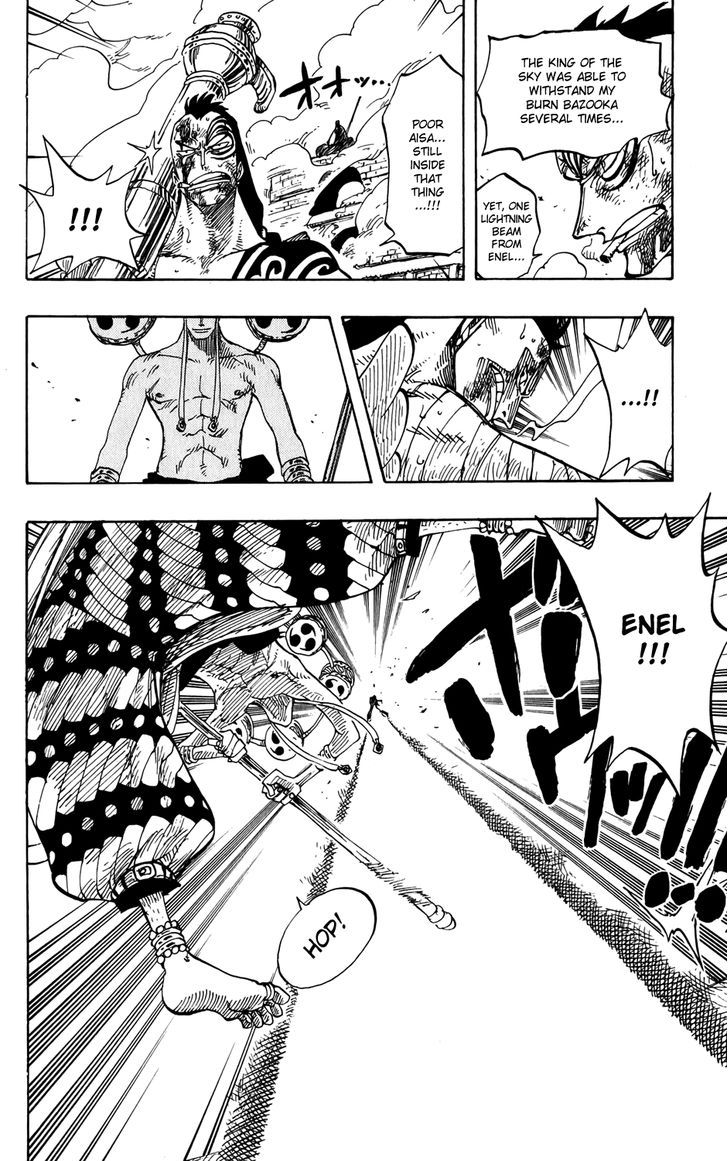 THE KING OF THE
SKY WAS ABLE TO
WITHSTAND MY
BURN BAZOOKA
SEVERAL TIMES...
YET, ONE
LIGHTNING
BEAM
FROM
ENEL...
POOR
AISA...
STILL
INSIDE
THAT
THING
...!!!
オオッ...
!!!
...!!
ENEL
!!!
HOP!